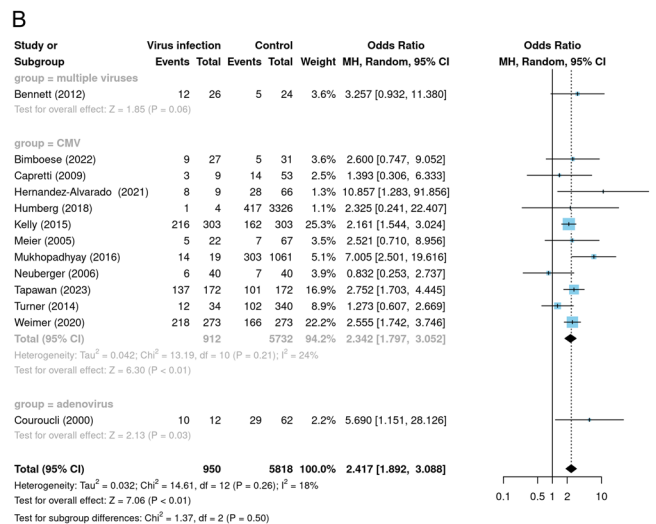 B
Study or Virus infection Control Odds Ratio Odds Ratio
Subgroup Events Total Events Total Weight MH, Random, 95% CI MH, Random, 95% CI
group = multiple viruses
Bennett (2012) 12 26 5 24 3.6% 3.257 [0.932, 11.380]
Test for overall effect: Z = 1.85 (P = 0.06)
group = CMV
Bimboese (2022) 9 27 5 31 3.6% 2.600 [0.747, 9.052]
Capretti (2009) 3 9 14 53 2.4% 1.393 [0.306, 6.333]
Hernandez-Alvarado (2021) 8 9 28 66 1.3% 10.857 [1.283, 91.856]
Humberg (2018) 1 4 417 3326 1.1% 2.325 [0.241, 22.407]
Kelly (2015) 216 303 162 303 25.3% 2.161 [1.544, 3.024]
Meier (2005) 5 22 7 67 3.5% 2.521 [0.710, 8.956]
Mukhopadhyay (2016) 14 19 303 1061 5.1% 7.005 [2.501, 19.616]
Neuberger (2006) 6 40 7 40 3.9% 0.832 [0.253, 2.737]
Tapawan (2023) 137 172 101 172 16.9% 2.752 [1.703, 4.445]
Turner (2014) 12 34 102 340 8.9% 1.273 [0.607, 2.669]
Weimer (2020) 218 273 166 273 22.2% 2.555 [1.742, 3.746]
Total (95% CI) 912 5732 94.2% 2.342 [1.797, 3.052]
Heterogeneity: Tau² = 0.042; Chi² = 13.19, df = 10 (P = 0.21); I² = 24%
Test for overall effect: Z = 6.30 (P < 0.01)
group = adenovirus
Couroucli (2000) 10 12 29 62 2.2% 5.690 [1.151, 28.126]
Test for overall effect: Z = 2.13 (P = 0.03)
Total (95% CI) 950 5818 100.0% 2.417 [1.892, 3.088]
Heterogeneity: Tau² = 0.032; Chi² = 14.61, df = 12 (P = 0.26); I² = 18%
0.1 0.5 1 2 10
Test for overall effect: Z = 7.06 (P < 0.01)
Test for subgroup differences: Chi² = 1.37, df = 2 (P = 0.50)